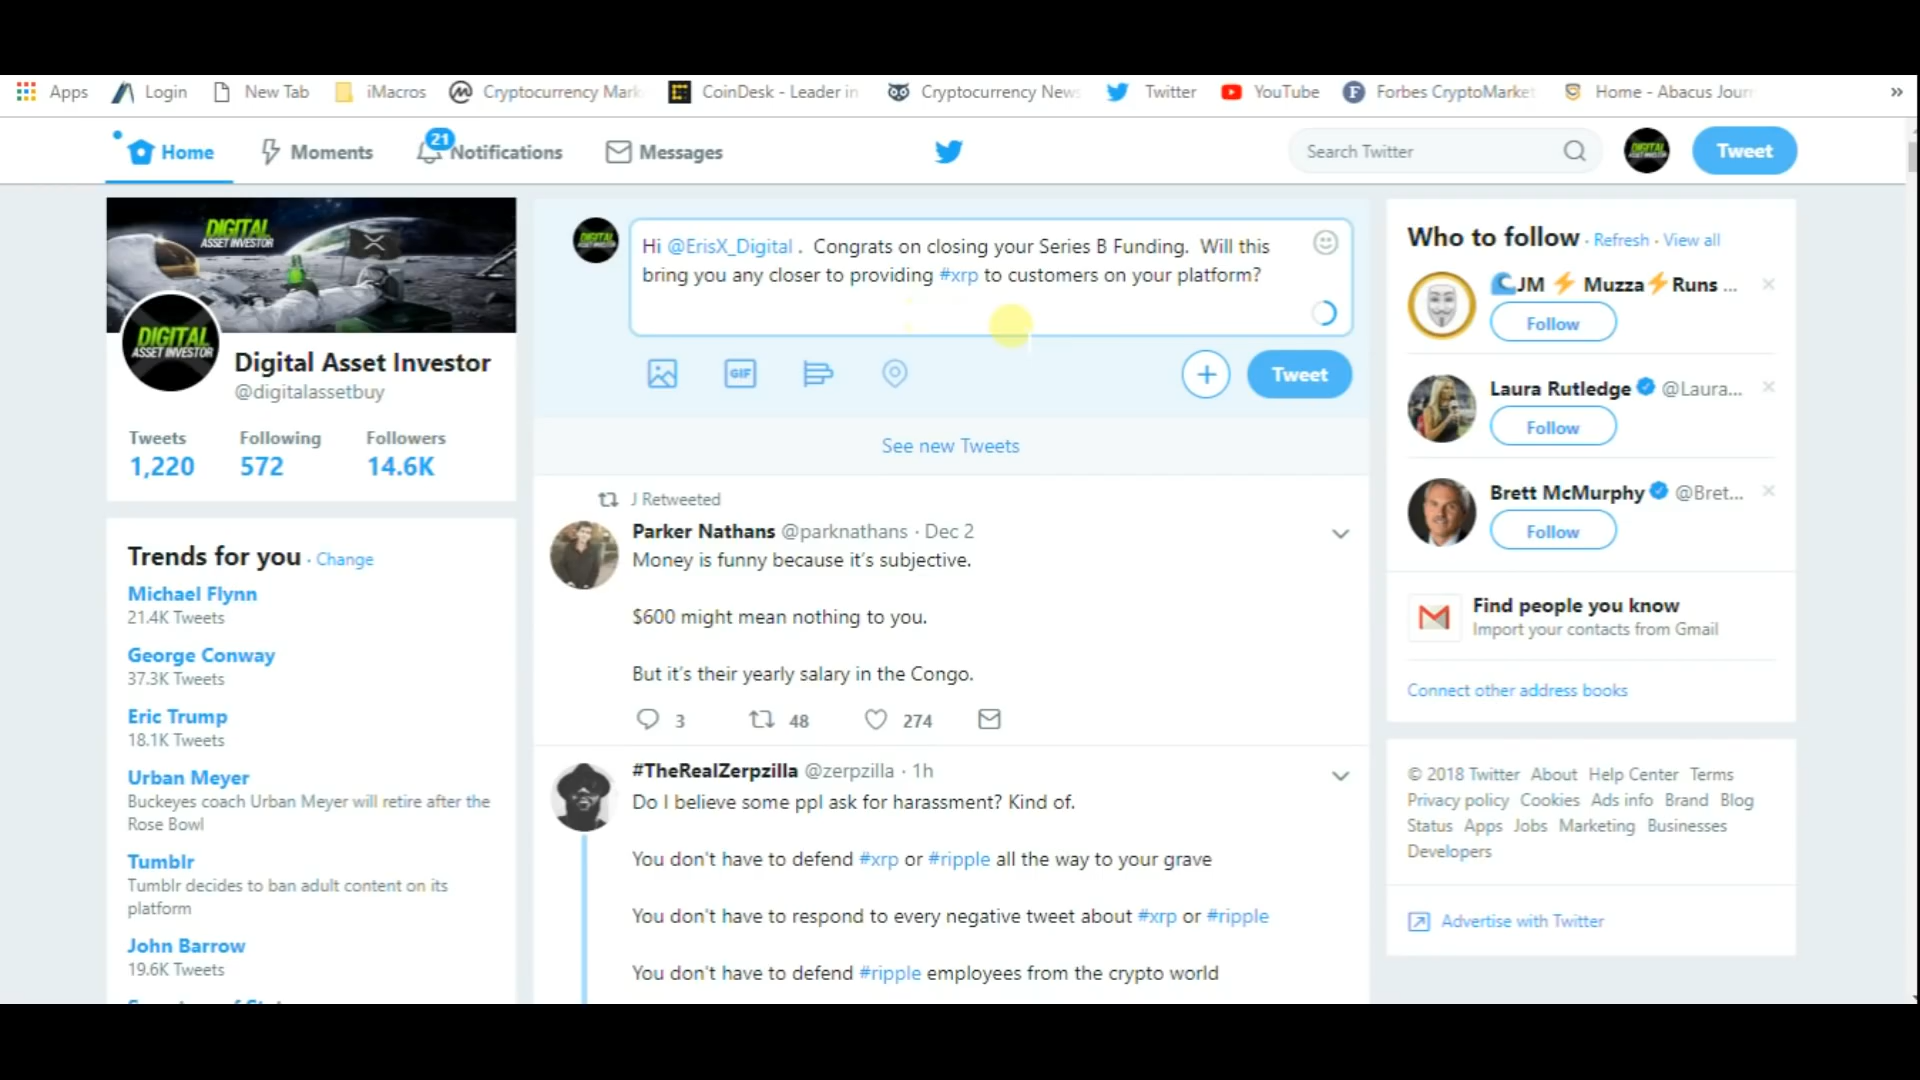 Apps Login New Tab iMacros Cryptocurrency Mark CoinDesk - Leader in Cryptocurrency News Twitter YouTube Forbes CryptoMarket Home - Abacus Jour »
Home Moments 21 Notifications Messages Search Twitter DIGITAL Tweet
DIGITAL
ASSET INVESTOR
DIGITAL
ASSET INVESTOR
Digital Asset Investor
@digitalassetbuy
Tweets Following Followers
1,220 572 14.6K
Trends for you · Change
Michael Flynn
21.4K Tweets
George Conway
37.3K Tweets
Eric Trump
18.1K Tweets
Urban Meyer
Buckeyes coach Urban Meyer will retire after the
Rose Bowl
Tumblr
Tumblr decides to ban adult content on its
platform
John Barrow
19.6K Tweets
Hi @ErisX_Digital . Congrats on closing your Series B Funding. Will this
bring you any closer to providing #xrp to customers on your platform?
GIF + Tweet
See new Tweets
J Retweeted
Parker Nathans @parknathans · Dec 2
Money is funny because it's subjective.
$600 might mean nothing to you.
But it's their yearly salary in the Congo.
3 48 274
#TheRealZerpzilla @zerpzilla · 1h
Do I believe some ppl ask for harassment? Kind of.
You don't have to defend #xrp or #ripple all the way to your grave
You don't have to respond to every negative tweet about #xrp or #ripple
You don't have to defend #ripple employees from the crypto world
Who to follow · Refresh · View all
JM Muzza Runs ...
Follow
Laura Rutledge @Laura...
Follow
Brett McMurphy @Bret...
Follow
Find people you know
Import your contacts from Gmail
Connect other address books
© 2018 Twitter About Help Center Terms
Privacy policy Cookies Ads info Brand Blog
Status Apps Jobs Marketing Businesses
Developers
Advertise with Twitter